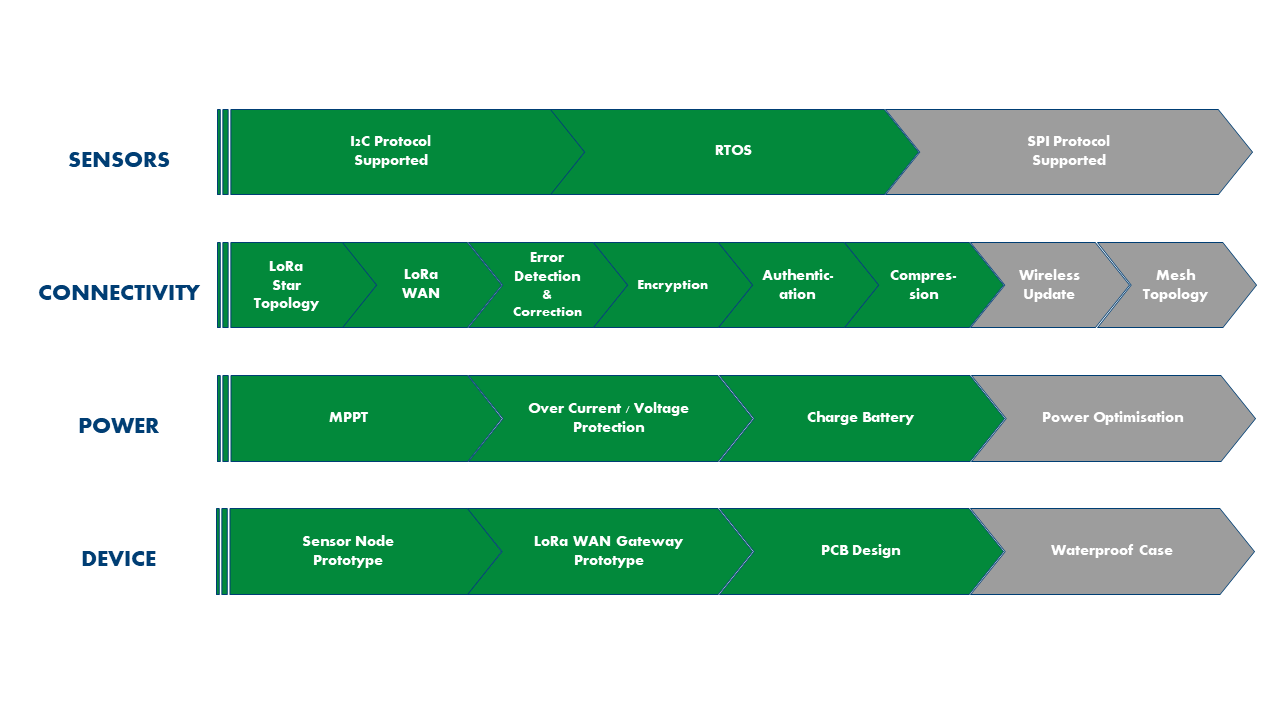 SENSORS
I₂C Protocol
Supported
RTOS
SPI Protocol
Supported
CONNECTIVITY
LoRa
Star
Topology
LoRa
WAN
Error
Detection
&
Correction
Encryption
Authentic-
ation
Compres-
sion
Wireless
Update
Mesh
Topology
POWER
MPPT
Over Current / Voltage
Protection
Charge Battery
Power Optimisation
DEVICE
Sensor Node
Prototype
LoRa WAN Gateway
Prototype
PCB Design
Waterproof Case